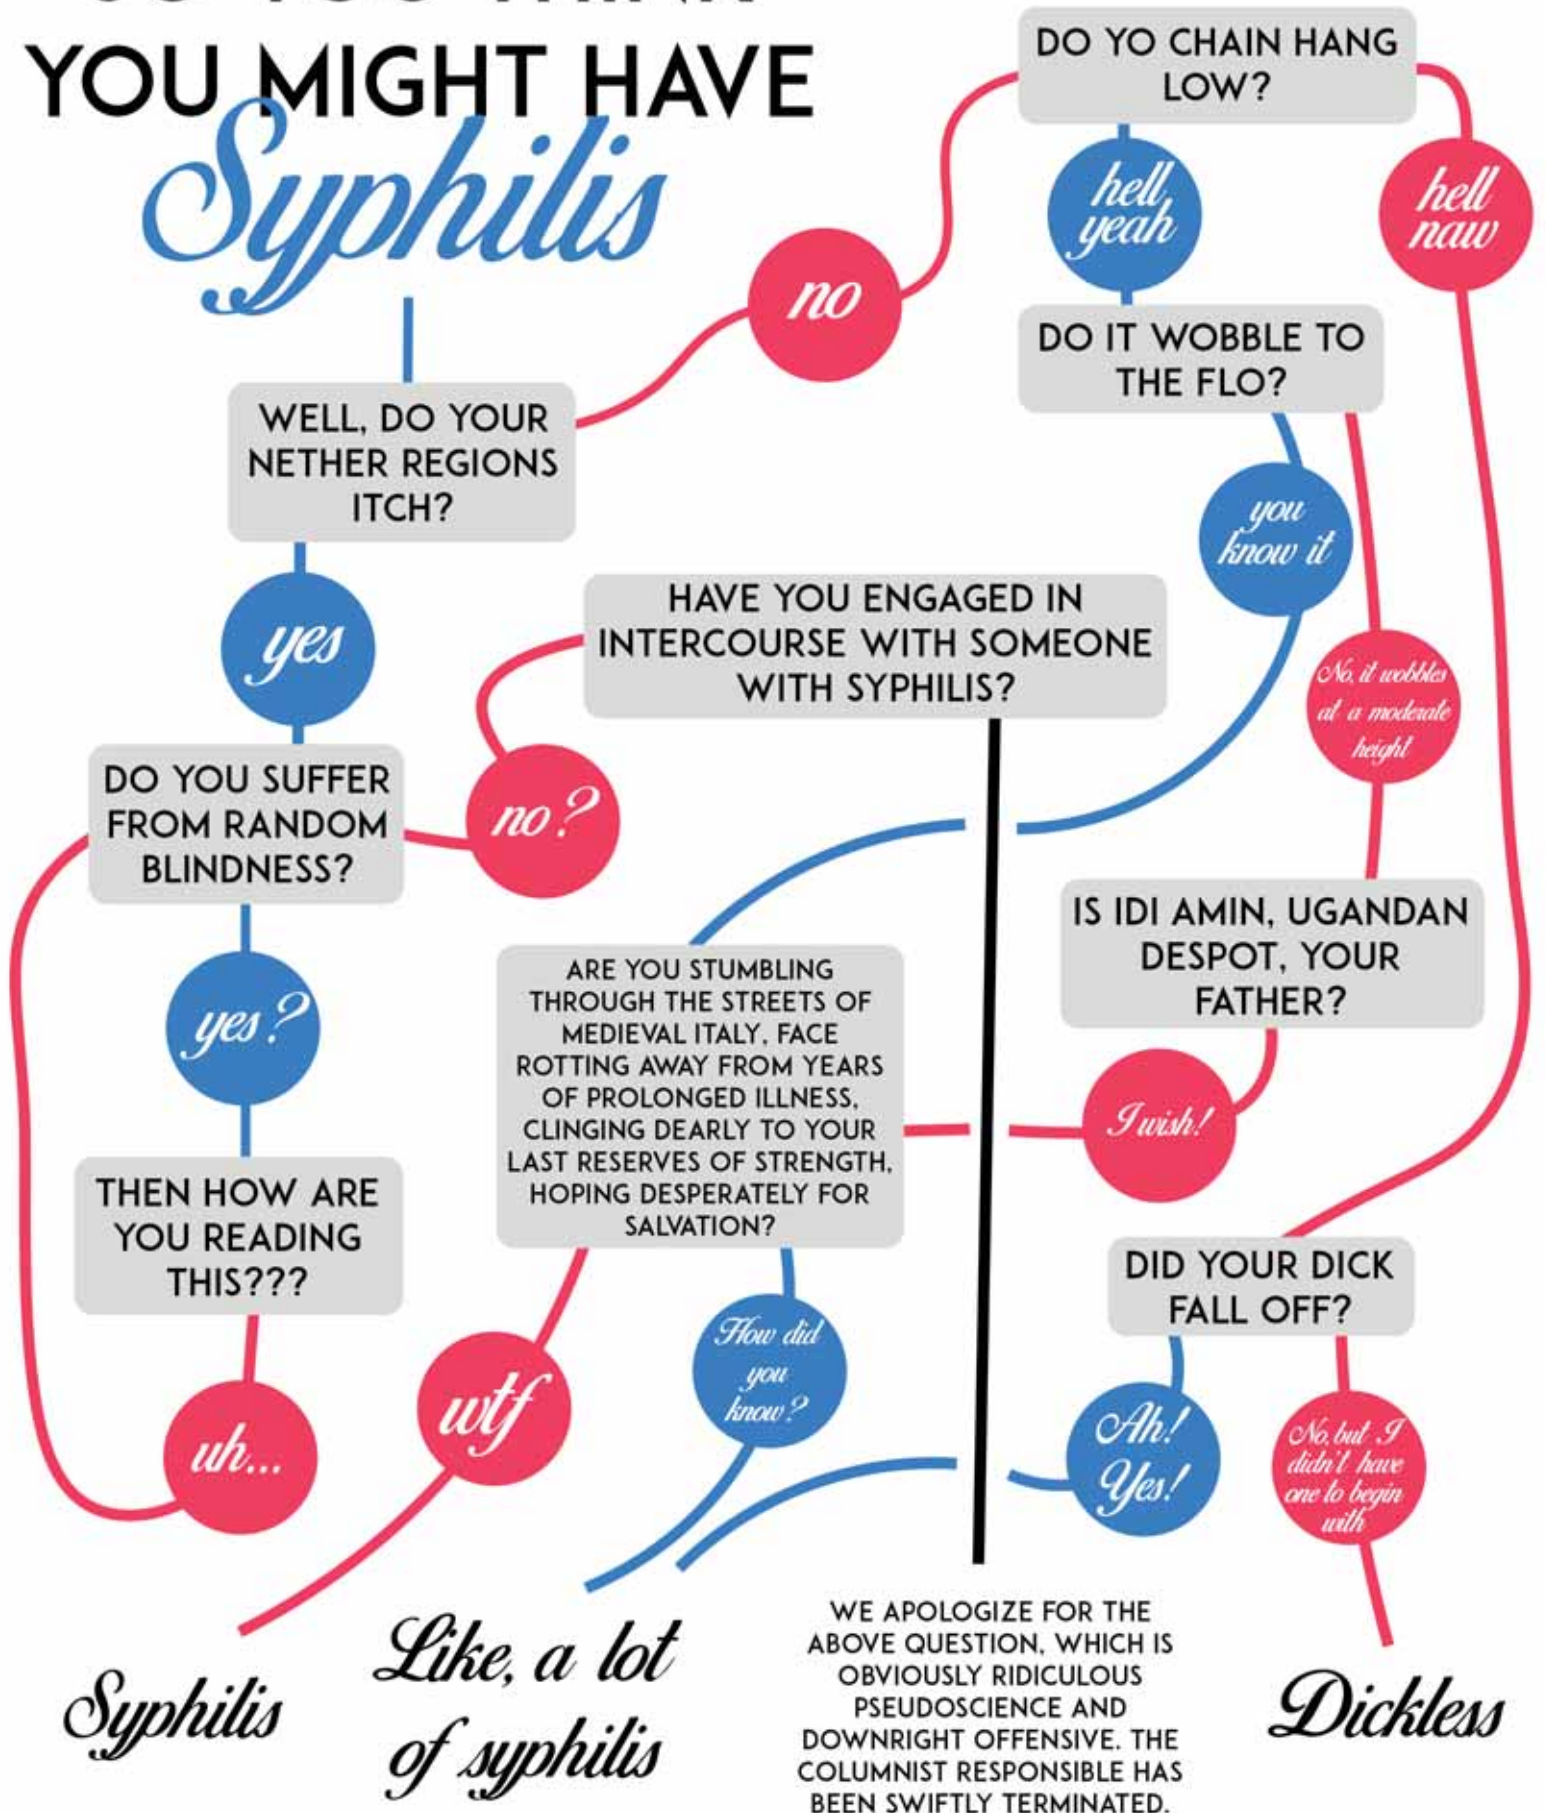 SO YOU THINK
YOU MIGHT HAVE
Syphilis
DO YO CHAIN HANG
LOW?
hell
yeah
hell
naw
no
DO IT WOBBLE TO
THE FLO?
WELL, DO YOUR
NETHER REGIONS
ITCH?
you
know it
HAVE YOU ENGAGED IN
INTERCOURSE WITH SOMEONE
WITH SYPHILIS?
yes
No, it wobbles
at a moderate
height
DO YOU SUFFER
FROM RANDOM
BLINDNESS?
no?
IS IDI AMIN, UGANDAN
DESPOT, YOUR
FATHER?
ARE YOU STUMBLING
THROUGH THE STREETS OF
MEDIEVAL ITALY, FACE
ROTTING AWAY FROM YEARS
OF PROLONGED ILLNESS,
CLINGING DEARLY TO YOUR
LAST RESERVES OF STRENGTH,
HOPING DESPERATELY FOR
SALVATION?
yes?
I wish!
THEN HOW ARE
YOU READING
THIS???
DID YOUR DICK
FALL OFF?
How did
you
know?
wtf
uh...
Ah!
Yes!
No, but I
didn't have
one to begin
with
Syphilis
Like, a lot
of syphilis
WE APOLOGIZE FOR THE
ABOVE QUESTION, WHICH IS
OBVIOUSLY RIDICULOUS
PSEUDOSCIENCE AND
DOWNRIGHT OFFENSIVE. THE
COLUMNIST RESPONSIBLE HAS
BEEN SWIFTLY TERMINATED.
Dickless